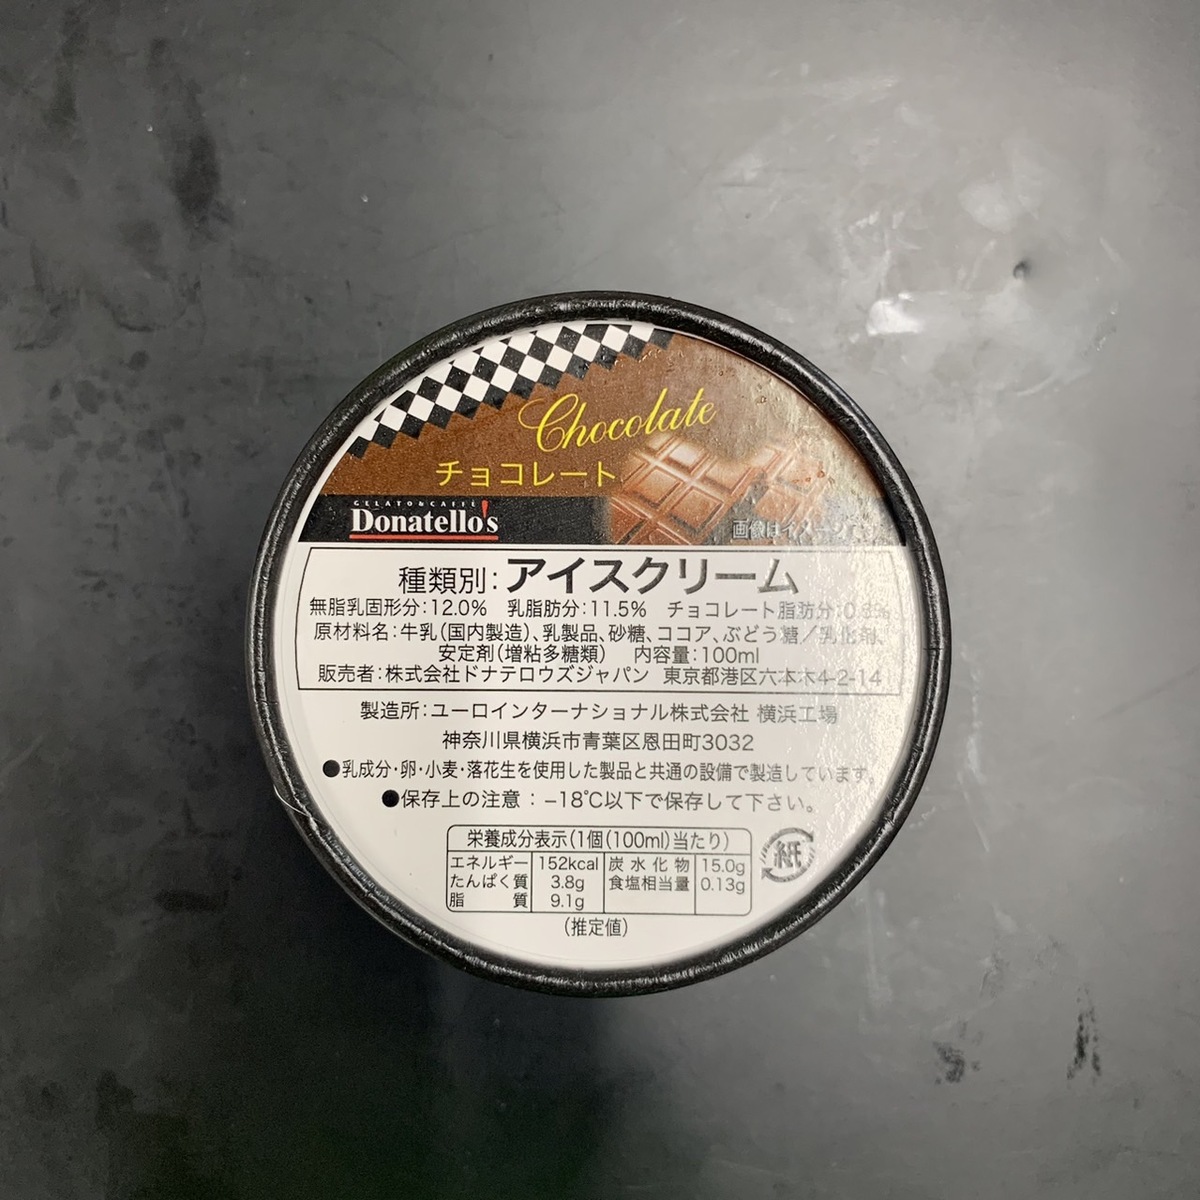 Chocolate
チョコレート
GELATO & CAFFÈ
Donatello's
画像はイメージです
種類別:アイスクリーム
無脂乳固形分:12.0% 乳脂肪分:11.5% チョコレート脂肪分:
原材料名:牛乳(国内製造)、乳製品、砂糖、ココア、ぶどう糖/乳化剤、
安定剤(増粘多糖類) 内容量:100ml
販売者:株式会社ドナテロウズジャパン 東京都港区六本木4-2-14
製造所:ユーロインターナショナル株式会社 横浜工場
神奈川県横浜市青葉区恩田町3032
●乳成分・卵・小麦・落花生を使用した製品と共通の設備で製造しています。
●保存上の注意:−18℃以下で保存して下さい。
栄養成分表示(1個(100ml)当たり)
エネルギー 152kcal 炭水化物 15.0g
たんぱく質 3.8g 食塩相当量 0.13g
脂質 9.1g
(推定値)
紙